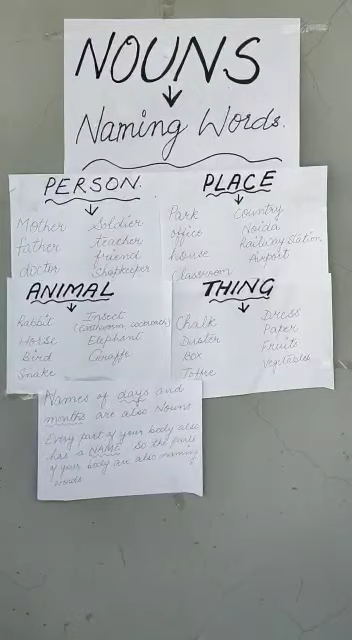 NOUNS
↓
Naming Words.
PERSON.
↓
Mother
father
doctor
Soldier
teacher
friend
Shopkeeper
PLACE
↓
Park
office
house
Classroom
Country
Noida
Railway Station
Airport
ANIMAL
↓
Rabbit
Horse
Bird
Snake
Insect
Elephant
Giraffe
THING
↓
Chalk
Duster
Box
Toffee
Dress
Paper
Fruits
Vegetables
Names of days and
months are also Nouns
Every part of your body also
has a NAME. So the parts
of your body are also naming
words